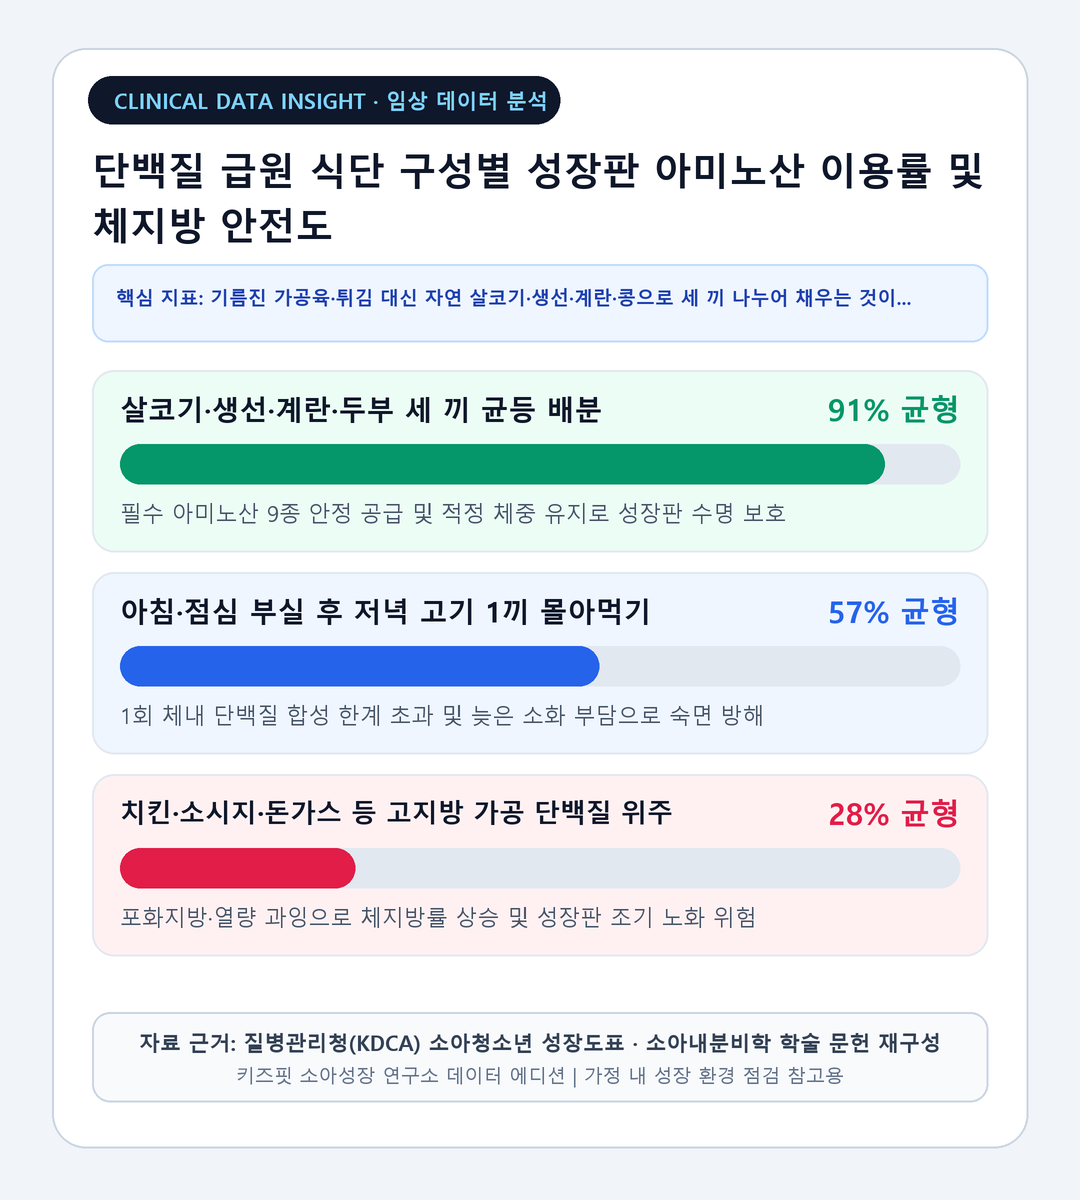 CLINICAL DATA INSIGHT · 임상 데이터 분석
단백질 급원 식단 구성별 성장판 아미노산 이용률 및
체지방 안전도
핵심 지표: 기름진 가공육·튀김 대신 자연 살코기·생선·계란·콩으로 세 끼 나누어 채우는 것이...
살코기·생선·계란·두부 세 끼 균등 배분
91% 균형
필수 아미노산 9종 안정 공급 및 적정 체중 유지로 성장판 수명 보호
아침·점심 부실 후 저녁 고기 1끼 몰아먹기
57% 균형
1회 체내 단백질 합성 한계 초과 및 늦은 소화 부담으로 숙면 방해
치킨·소시지·돈가스 등 고지방 가공 단백질 위주
28% 균형
포화지방·열량 과잉으로 체지방률 상승 및 성장판 조기 노화 위험
자료 근거: 질병관리청(KDCA) 소아청소년 성장도표 · 소아내분비학 학술 문헌 재구성
키즈핏 소아성장 연구소 데이터 에디션 | 가정 내 성장 환경 점검 참고용